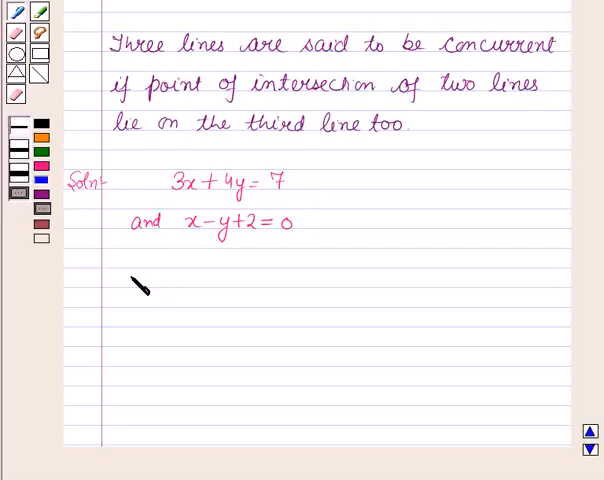 Three lines are said to be concurrent
if point of intersection of two lines
lie on the third line too.
Soln:- 3x + 4y = 7
and x - y + 2 = 0